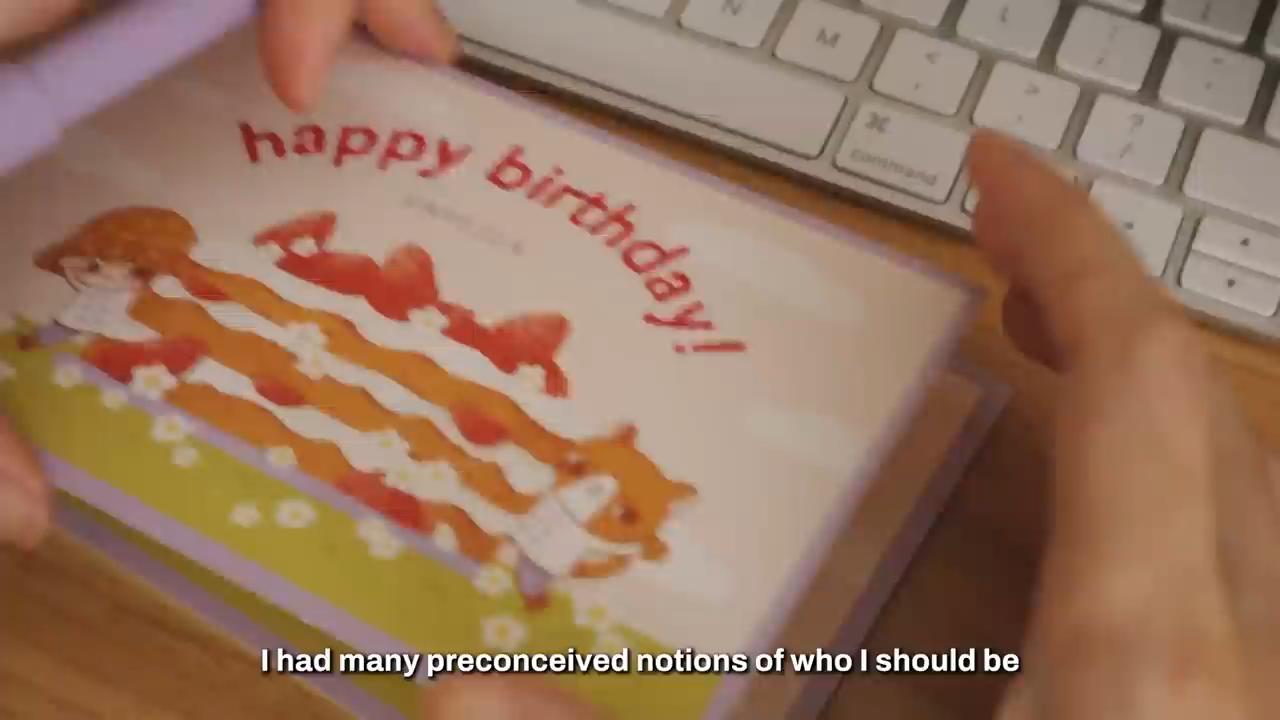 N
M
<
,
>
.
?
/
⌘
command
happy birthday!
I had many preconceived notions of who I should be